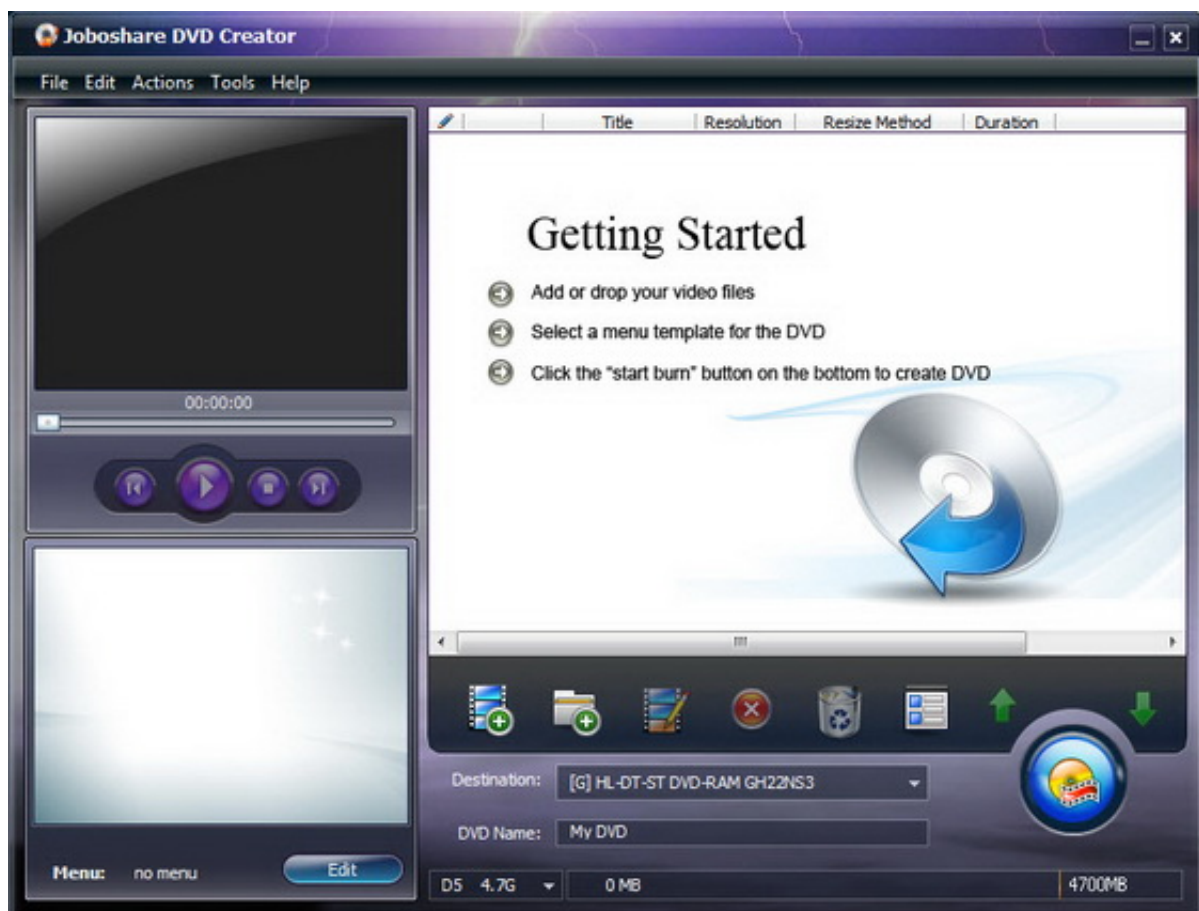 Joboshare DVD Creator
File Edit Actions Tools Help
Title Resolution Resize Method Duration
Getting Started
Add or drop your video files
Select a menu template for the DVD
Click the “start burn” button on the bottom to create DVD
00:00:00
Destination: [G] HL-DT-ST DVD-RAM GH22NS3
DVD Name: My DVD
Menu: no menu Edit
D5 4.7G 0 MB 4700MB